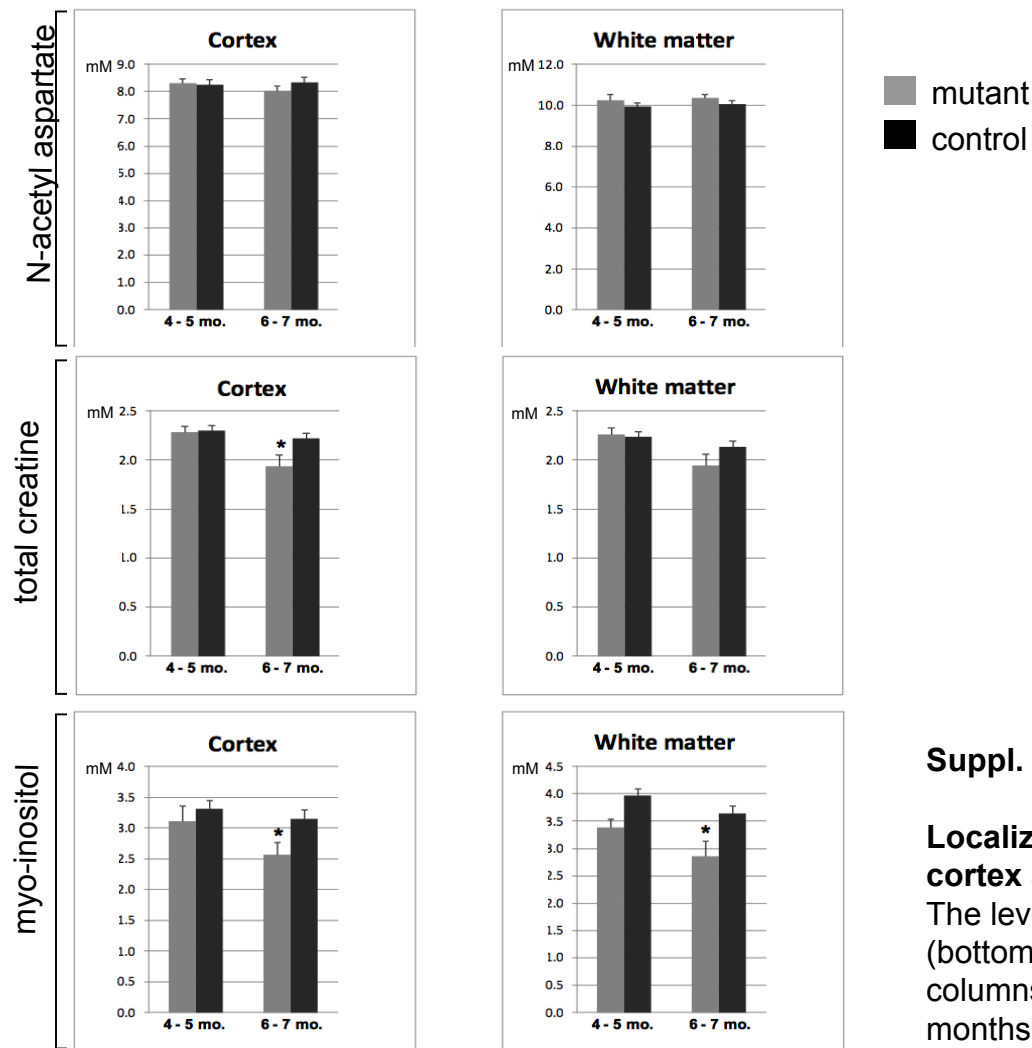 N-acetyl aspartate
Cortex
mM 9.0
8.0
7.0
6.0
5.0
4.0
3.0
2.0
1.0
0.0
4 - 5 mo. 6 - 7 mo.
White matter
mM 12.0
10.0
8.0
6.0
4.0
2.0
0.0
4 - 5 mo. 6 - 7 mo.
mutant
control
total creatine
Cortex
mM 2.5
2.0
1.5
1.0
0.5
0.0
*
4 - 5 mo. 6 - 7 mo.
White matter
mM 2.5
2.0
1.5
1.0
0.5
0.0
4 - 5 mo. 6 - 7 mo.
myo-inositol
Cortex
mM 4.0
3.5
3.0
2.5
2.0
1.5
1.0
0.5
0.0
*
4 - 5 mo. 6 - 7 mo.
White matter
mM 4.5
4.0
3.5
3.0
2.5
2.0
1.5
1.0
0.5
0.0
*
4 - 5 mo. 6 - 7 mo.
Suppl.
Localiz
cortex
The lev
(bottom
columns
months